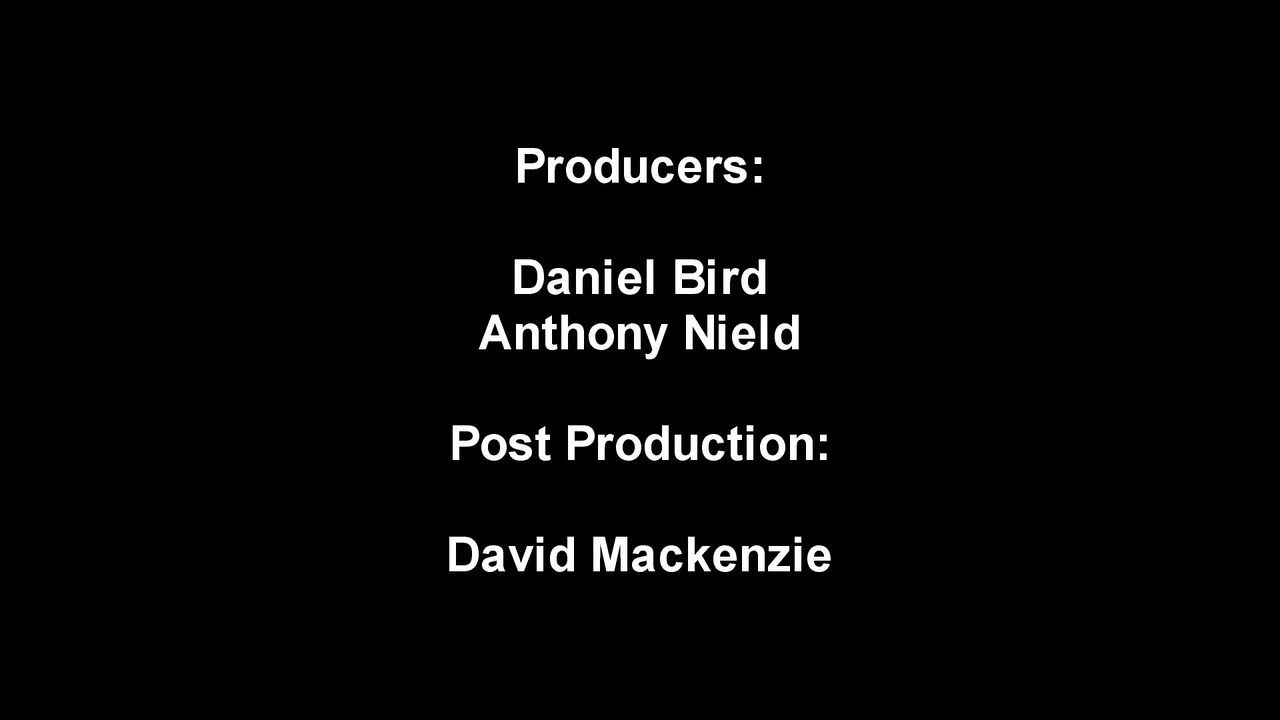 Producers:
Daniel Bird
Anthony Nield
Post Production:
David Mackenzie